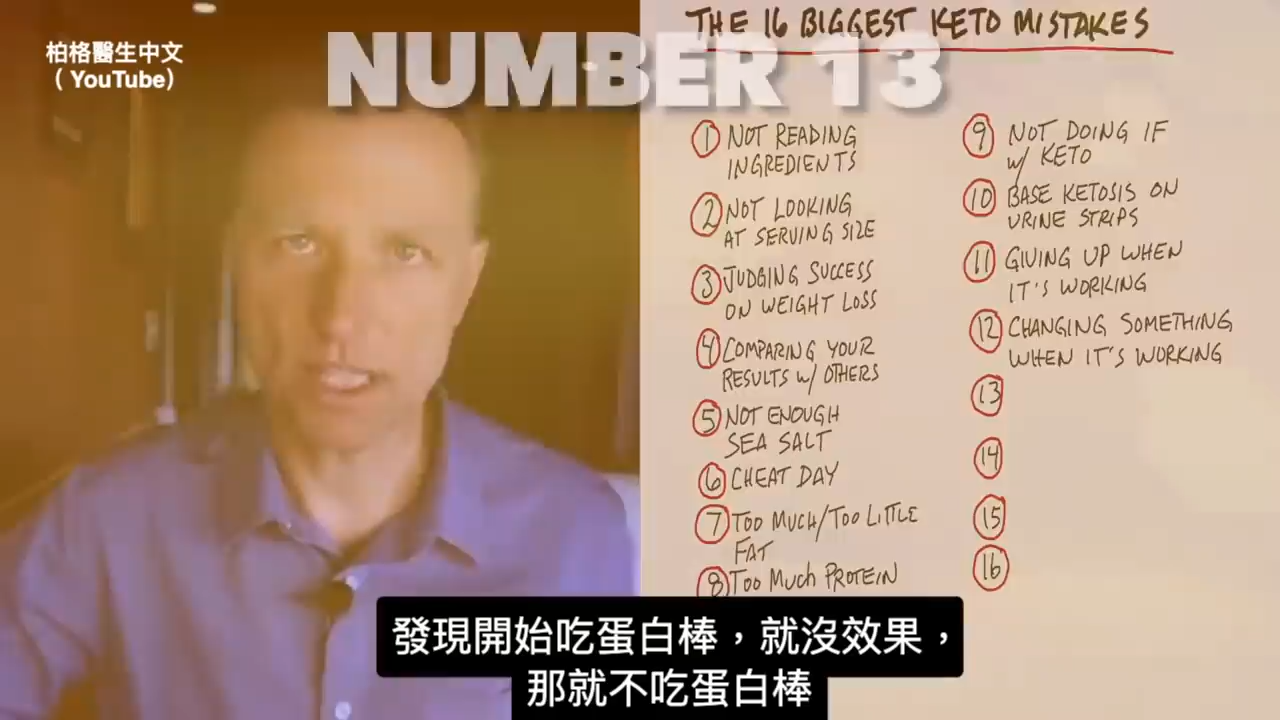 柏格醫生中文
（YouTube）
NUMBER 13
THE 16 BIGGEST KETO MISTAKES
1 NOT READING
INGREDIENTS
2 NOT LOOKING
AT SERVING SIZE
3 JUDGING SUCCESS
ON WEIGHT LOSS
4 COMPARING YOUR
RESULTS W/ OTHERS
5 NOT ENOUGH
SEA SALT
6 CHEAT DAY
7 TOO MUCH/TOO LITTLE
FAT
8 TOO MUCH PROTEIN
9 NOT DOING IF
W/ KETO
10 BASE KETOSIS ON
URINE STRIPS
11 GIVING UP WHEN
IT'S WORKING
12 CHANGING SOMETHING
WHEN IT'S WORKING
13
14
15
16
發現開始吃蛋白棒，就沒效果，
那就不吃蛋白棒